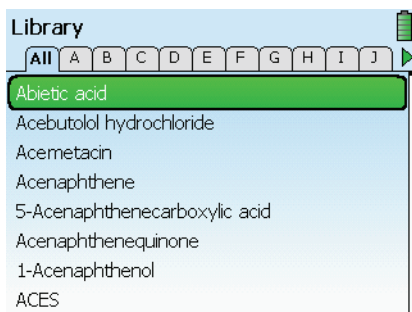 Library
All A B C D E F G H I J
Abietic acid
Acebutolol hydrochloride
Acemetacin
Acenaphthene
5-Acenaphthenecarboxylic acid
Acenaphthenequinone
1-Acenaphthenol
ACES